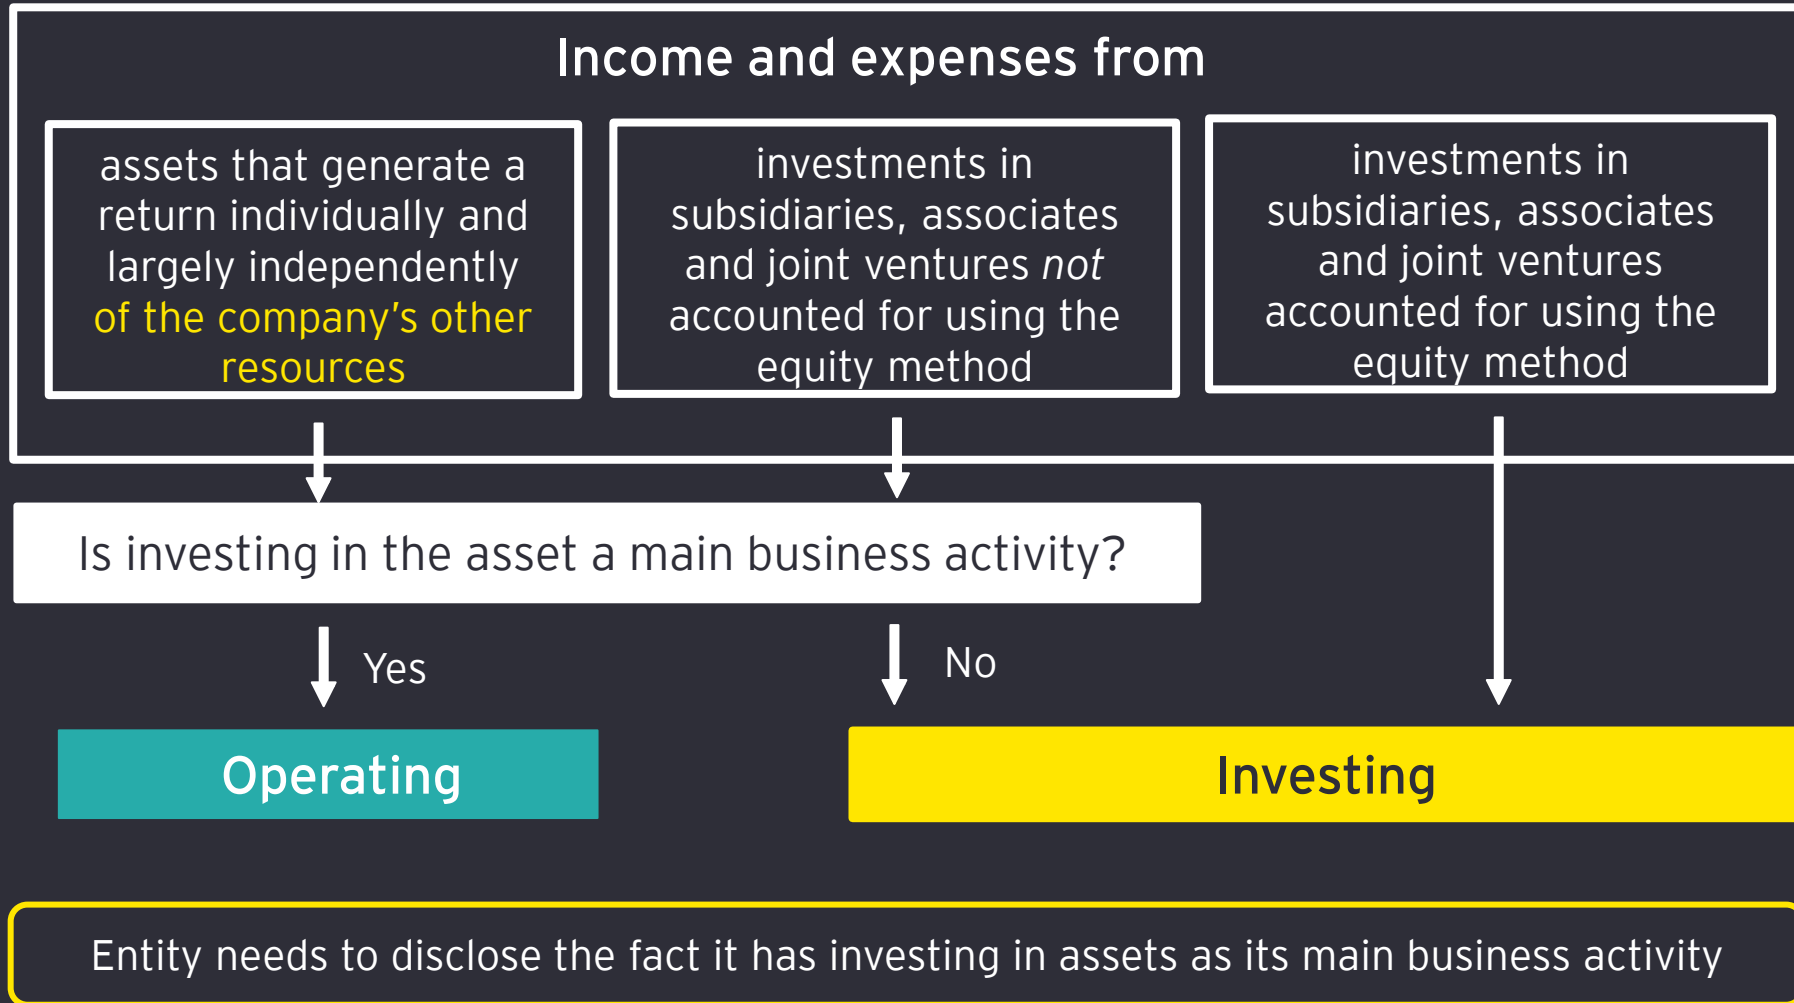 Income and expenses from
assets that generate a
return individually and
largely independently
of the company's other
resources
investments in
subsidiaries, associates
and joint ventures not
accounted for using the
equity method
investments in
subsidiaries, associates
and joint ventures
accounted for using the
equity method
Is investing in the asset a main business activity?
Yes
No
Operating
Investing
Entity needs to disclose the fact it has investing in assets as its main business activity